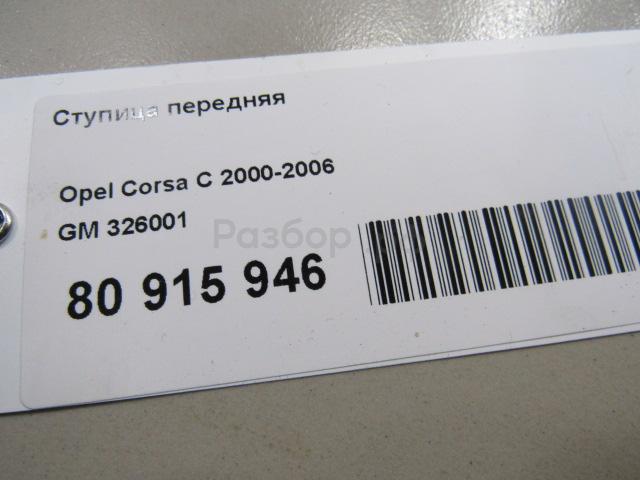 Ступица передняя
Opel Corsa C 2000-2006
GM 326001
Разбор
80 915 946